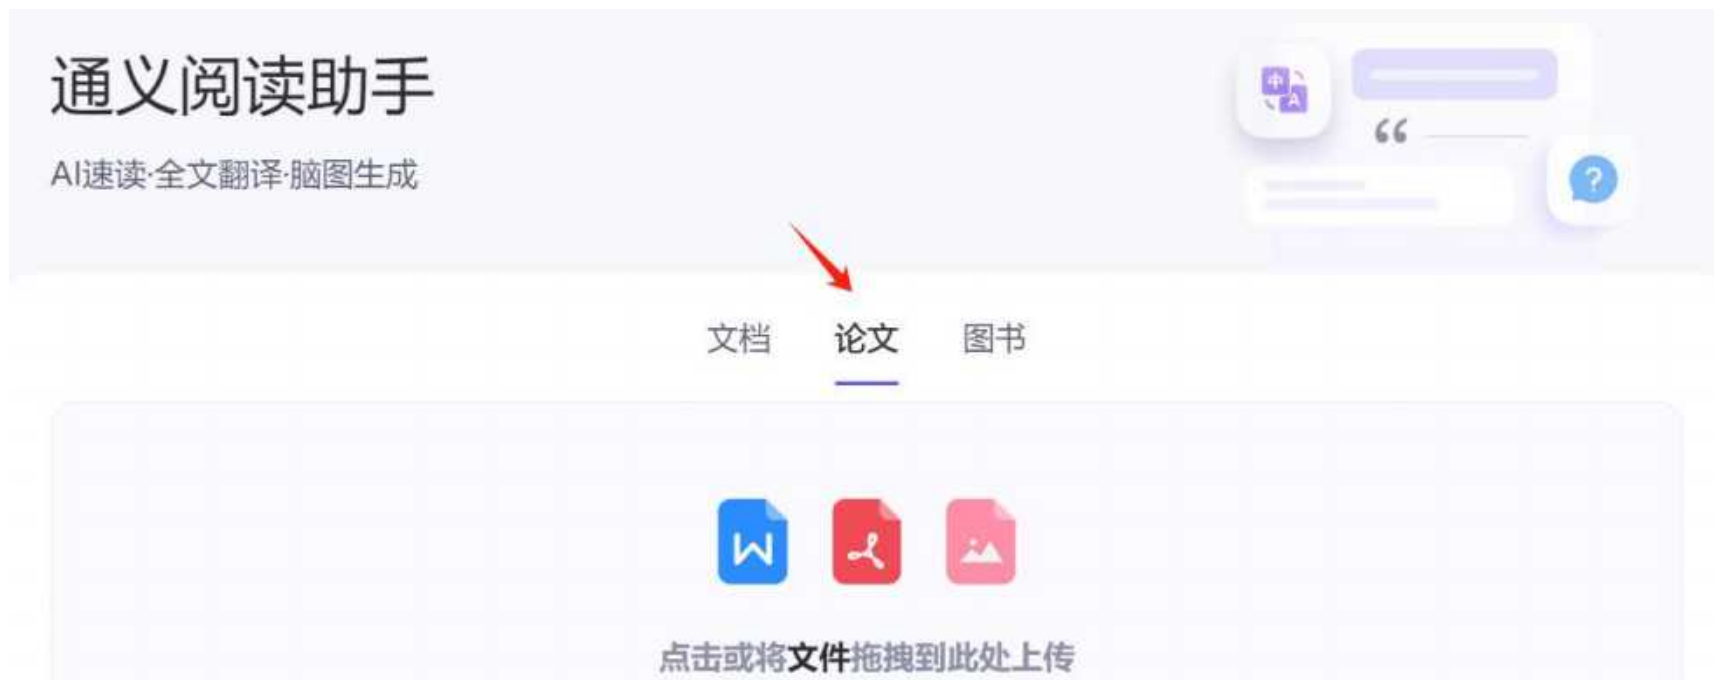 通义阅读助手
AI速读·全文翻译·脑图生成
中
A
“
?
文档 论文 图书
W
点击或将文件拖拽到此处上传